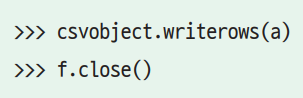 >>> csvobject.writerows(a)
>>> f.close()